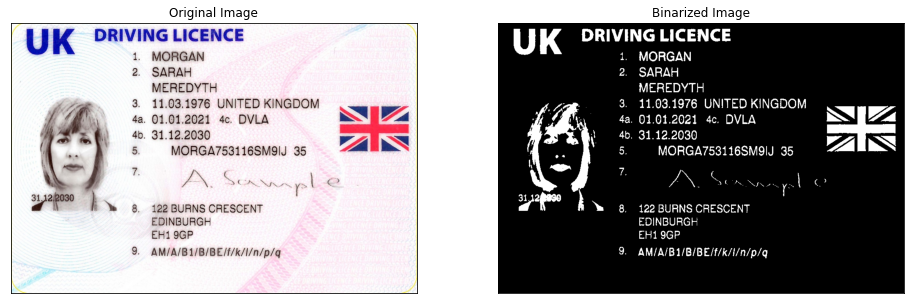 Original Image
UK DRIVING LICENCE
1. MORGAN
2. SARAH
MEREDYTH
3. 11.03.1976 UNITED KINGDOM
4a. 01.01.2021 4c. DVLA
4b. 31.12.2030
5. MORGA753116SM9IJ 35
7. A. Sample
31.12.2030
8. 122 BURNS CRESCENT
EDINBURGH
EH1 9GP
9. AM/A/B1/B/BE/f/k/l/n/p/q
Binarized Image
UK DRIVING LICENCE
1. MORGAN
2. SARAH
MEREDYTH
3. 11.03.1976 UNITED KINGDOM
4a. 01.01.2021 4c. DVLA
4b. 31.12.2030
5. MORGA753116SM9IJ 35
7. A. Sample
31.12.2030
8. 122 BURNS CRESCENT
EDINBURGH
EH1 9GP
9. AM/A/B1/B/BE/f/k/l/n/p/q